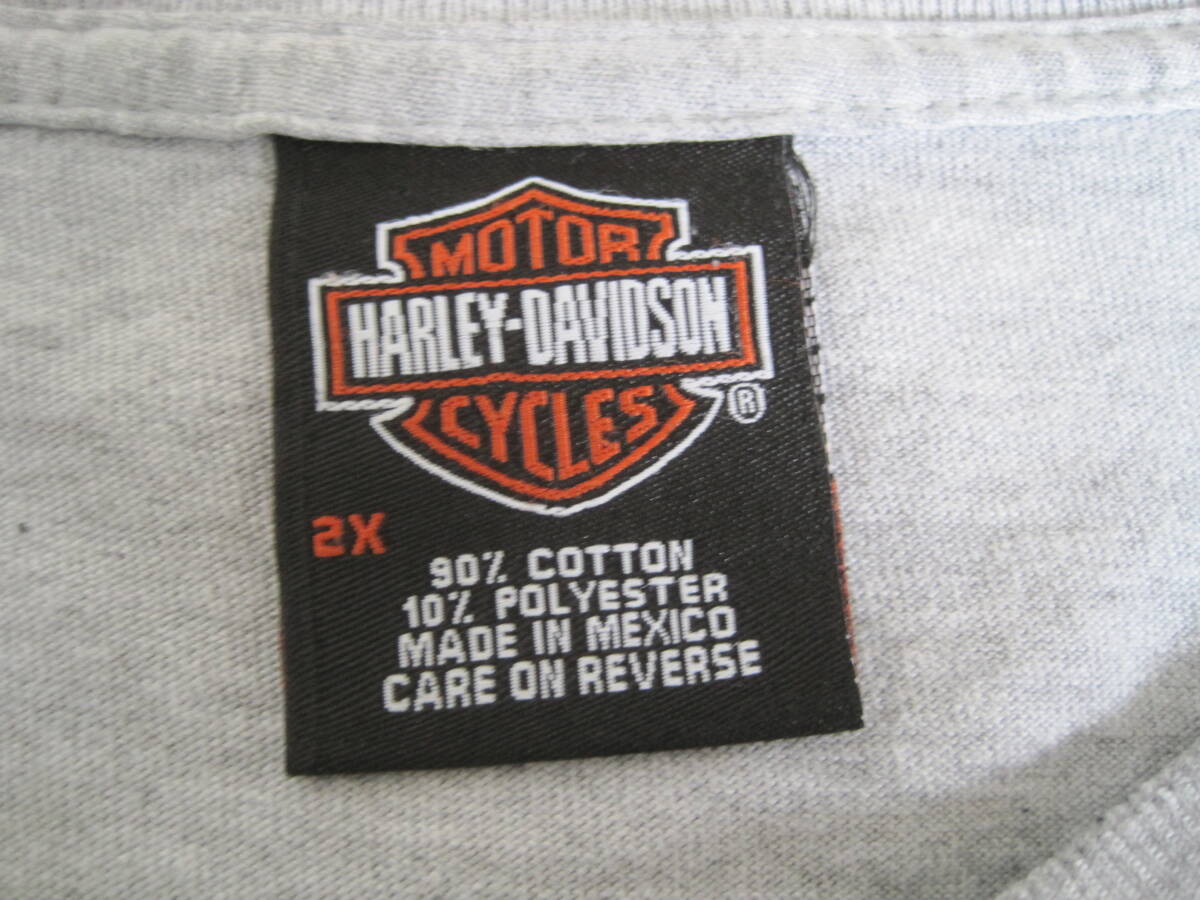 MOTOR
HARLEY-DAVIDSON
CYCLES
®
2X
90% COTTON
10% POLYESTER
MADE IN MEXICO
CARE ON REVERSE